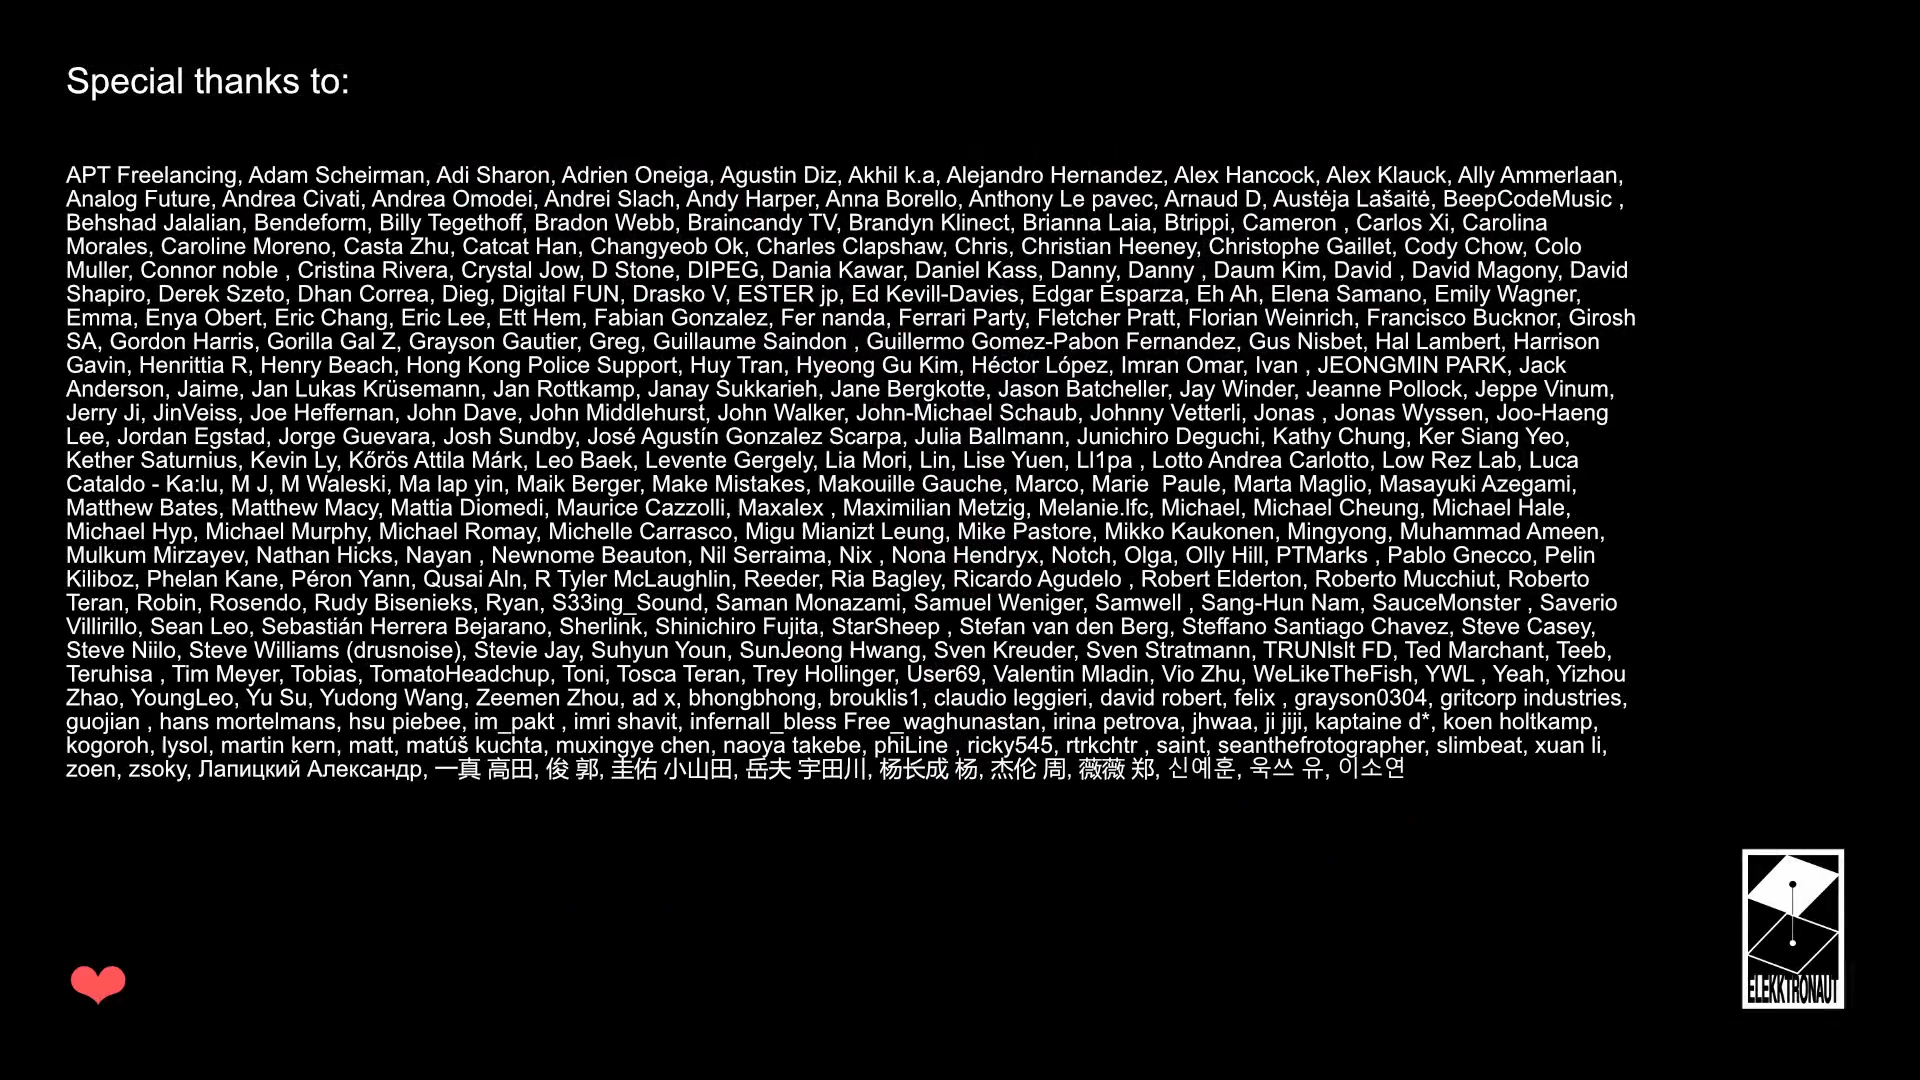 Special thanks to:
APT Freelancing, Adam Scheirman, Adi Sharon, Adrien Oneiga, Agustin Diz, Akhil k.a, Alejandro Hernandez, Alex Hancock, Alex Klauck, Ally Ammerlaan,
Analog Future, Andrea Civati, Andrea Omodei, Andrei Slach, Andy Harper, Anna Borello, Anthony Le pavec, Arnaud D, Austėja Lašaitė, BeepCodeMusic ,
Behshad Jalalian, Bendeform, Billy Tegethoff, Bradon Webb, Braincandy TV, Brandyn Klinect, Brianna Laia, Btrippi, Cameron , Carlos Xi, Carolina
Morales, Caroline Moreno, Casta Zhu, Catcat Han, Changyeob Ok, Charles Clapshaw, Chris, Christian Heeney, Christophe Gaillet, Cody Chow, Colo
Muller, Connor noble , Cristina Rivera, Crystal Jow, D Stone, DIPEG, Dania Kawar, Daniel Kass, Danny, Danny , Daum Kim, David , David Magony, David
Shapiro, Derek Szeto, Dhan Correa, Dieg, Digital FUN, Drasko V, ESTER jp, Ed Kevill-Davies, Edgar Esparza, Eh Ah, Elena Samano, Emily Wagner,
Emma, Enya Obert, Eric Chang, Eric Lee, Ett Hem, Fabian Gonzalez, Fer nanda, Ferrari Party, Fletcher Pratt, Florian Weinrich, Francisco Bucknor, Girosh
SA, Gordon Harris, Gorilla Gal Z, Grayson Gautier, Greg, Guillaume Saindon , Guillermo Gomez-Pabon Fernandez, Gus Nisbet, Hal Lambert, Harrison
Gavin, Henrittia R, Henry Beach, Hong Kong Police Support, Huy Tran, Hyeong Gu Kim, Héctor López, Imran Omar, Ivan , JEONGMIN PARK, Jack
Anderson, Jaime, Jan Lukas Krüsemann, Jan Rottkamp, Janay Sukkarieh, Jane Bergkotte, Jason Batcheller, Jay Winder, Jeanne Pollock, Jeppe Vinum,
Jerry Ji, JinVeiss, Joe Heffernan, John Dave, John Middlehurst, John Walker, John-Michael Schaub, Johnny Vetterli, Jonas , Jonas Wyssen, Joo-Haeng
Lee, Jordan Egstad, Jorge Guevara, Josh Sundby, José Agustín Gonzalez Scarpa, Julia Ballmann, Junichiro Deguchi, Kathy Chung, Ker Siang Yeo,
Kether Saturnius, Kevin Ly, Kőrös Attila Márk, Leo Baek, Levente Gergely, Lia Mori, Lin, Lise Yuen, Ll1pa , Lotto Andrea Carlotto, Low Rez Lab, Luca
Cataldo - Ka:lu, M J, M Waleski, Ma lap yin, Maik Berger, Make Mistakes, Makouille Gauche, Marco, Marie  Paule, Marta Maglio, Masayuki Azegami,
Matthew Bates, Matthew Macy, Mattia Diomedi, Maurice Cazzolli, Maxalex , Maximilian Metzig, Melanie.lfc, Michael, Michael Cheung, Michael Hale,
Michael Hyp, Michael Murphy, Michael Romay, Michelle Carrasco, Migu Mianizt Leung, Mike Pastore, Mikko Kaukonen, Mingyong, Muhammad Ameen,
Mulkum Mirzayev, Nathan Hicks, Nayan , Newnome Beauton, Nil Serraima, Nix , Nona Hendryx, Notch, Olga, Olly Hill, PTMarks , Pablo Gnecco, Pelin
Kiliboz, Phelan Kane, Péron Yann, Qusai Aln, R Tyler McLaughlin, Reeder, Ria Bagley, Ricardo Agudelo , Robert Elderton, Roberto Mucchiut, Roberto
Teran, Robin, Rosendo, Rudy Bisenieks, Ryan, S33ing_Sound, Saman Monazami, Samuel Weniger, Samwell , Sang-Hun Nam, SauceMonster , Saverio
Villirillo, Sean Leo, Sebastián Herrera Bejarano, Sherlink, Shinichiro Fujita, StarSheep , Stefan van den Berg, Steffano Santiago Chavez, Steve Casey,
Steve Niilo, Steve Williams (drusnoise), Stevie Jay, Suhyun Youn, SunJeong Hwang, Sven Kreuder, Sven Stratmann, TRUNlslt FD, Ted Marchant, Teeb,
Teruhisa , Tim Meyer, Tobias, TomatoHeadchup, Toni, Tosca Teran, Trey Hollinger, User69, Valentin Mladin, Vio Zhu, WeLikeTheFish, YWL , Yeah, Yizhou
Zhao, YoungLeo, Yu Su, Yudong Wang, Zeemen Zhou, ad x, bhongbhong, brouklis1, claudio leggieri, david robert, felix , grayson0304, gritcorp industries,
guojian , hans mortelmans, hsu piebee, im_pakt , imri shavit, infernall_bless Free_waghunastan, irina petrova, jhwaa, ji jiji, kaptaine d*, koen holtkamp,
kogoroh, lysol, martin kern, matt, matúš kuchta, muxingye chen, naoya takebe, phiLine , ricky545, rtrkchtr , saint, seanthefrotographer, slimbeat, xuan li,
zoen, zsoky, Лапицкий Александр, 一真 高田, 俊 郭, 圭佑 小山田, 岳夫 宇田川, 杨长成 杨, 杰伦 周, 薇薇 郑, 신예훈, 욱쓰 유, 이소연
ELEKKTRONAUT